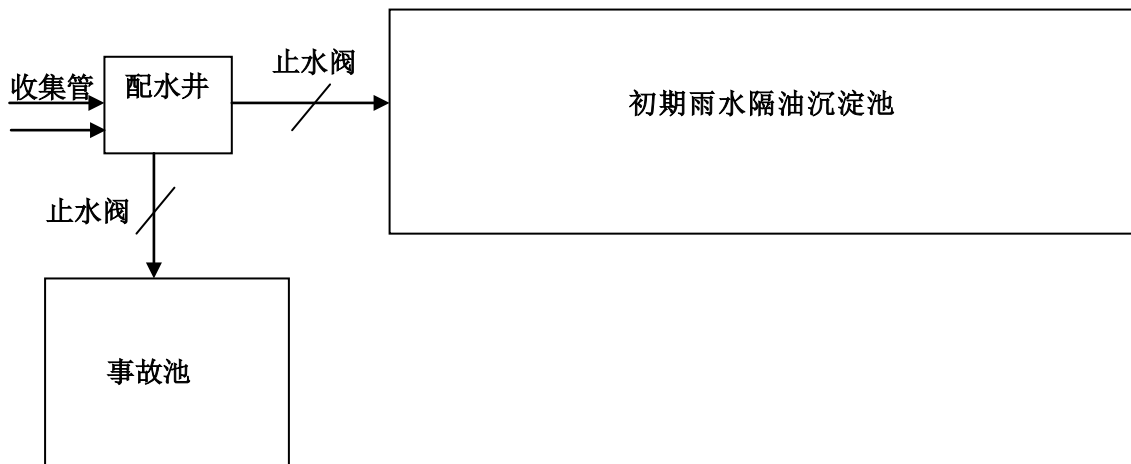 止水阀
收集管
配水井
初期雨水隔油沉淀池
止水阀
事故池